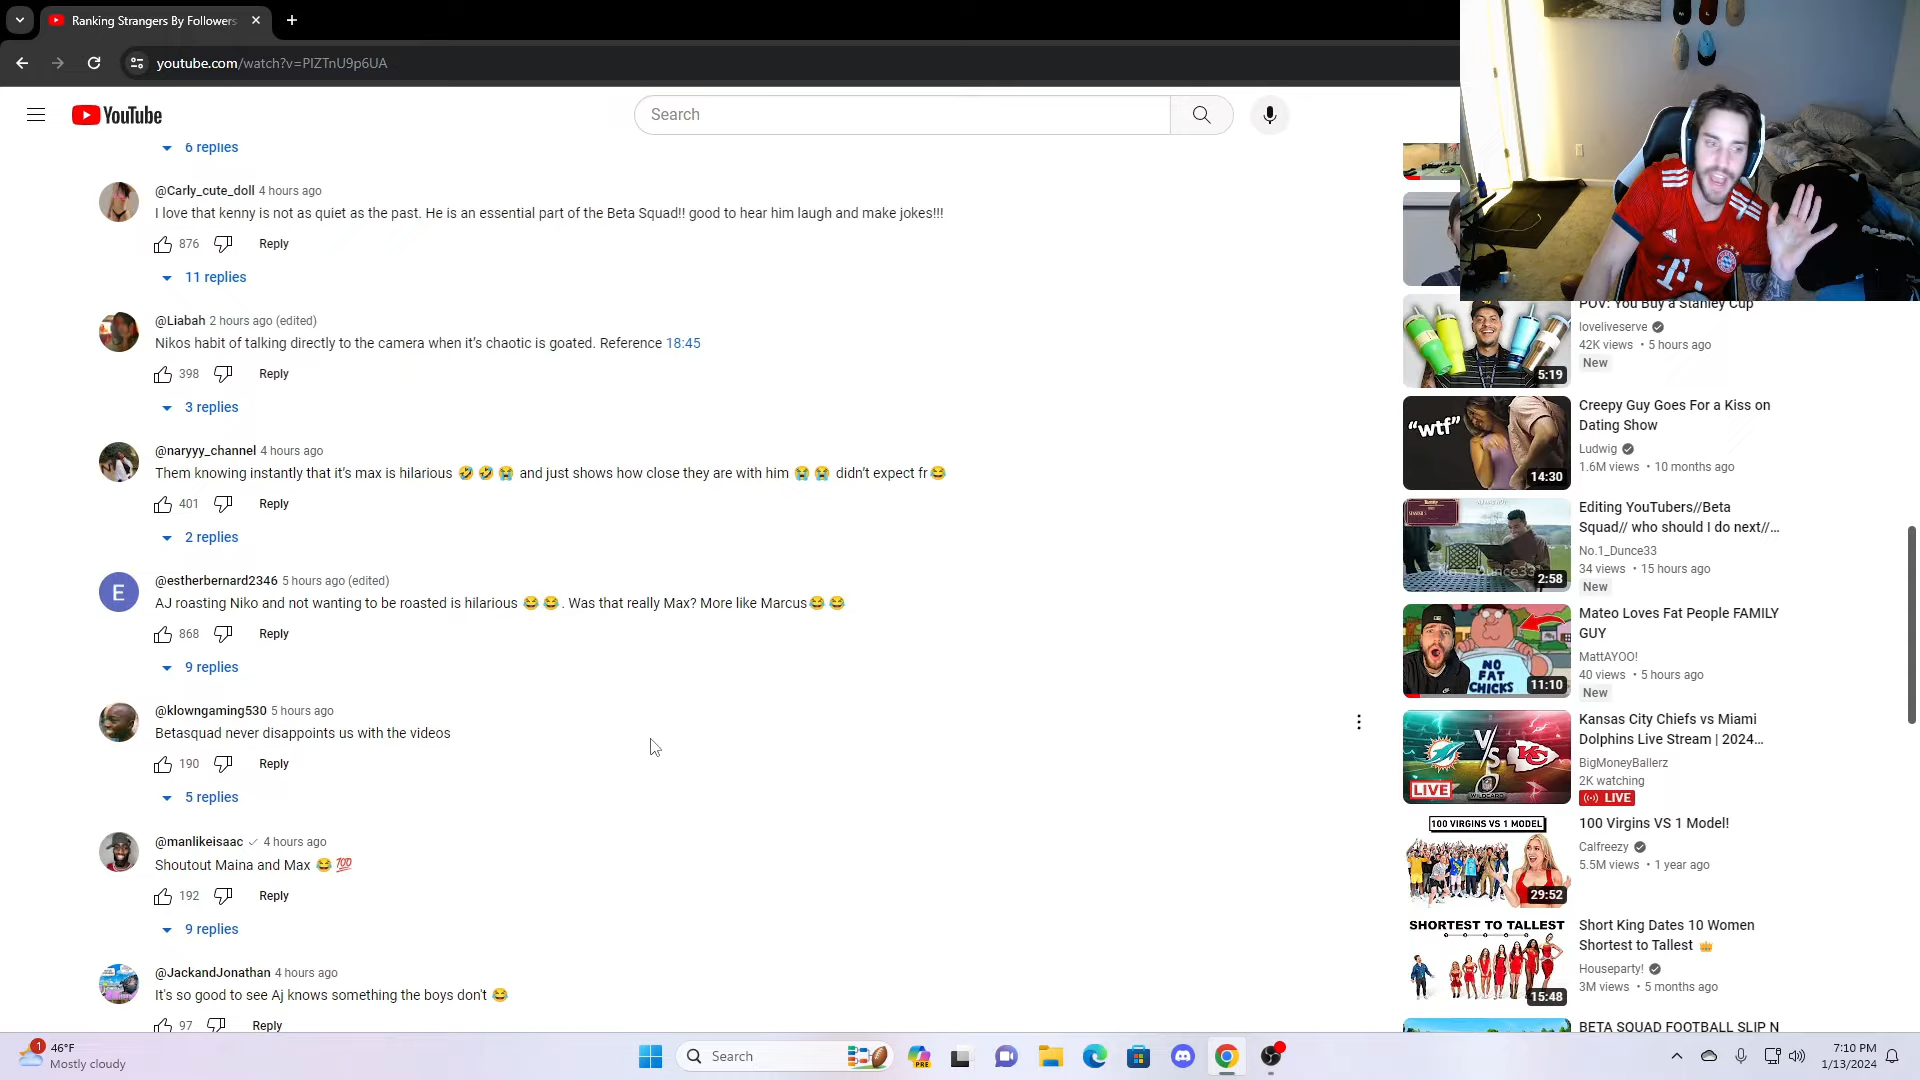 Ranking Strangers By Followers
youtube.com/watch?v=PIZTnU9p6UA
YouTube
Search
6 replies
@Carly_cute_doll 4 hours ago
I love that kenny is not as quiet as the past. He is an essential part of the Beta Squad!! good to hear him laugh and make jokes!!!
876 Reply
11 replies
@Liabah 2 hours ago (edited)
Nikos habit of talking directly to the camera when it's chaotic is goated. Reference 18:45
398 Reply
3 replies
@naryyy_channel 4 hours ago
Them knowing instantly that it's max is hilarious 🤣 🤣 😭 and just shows how close they are with him 😭 😭 didn't expect fr😂
401 Reply
2 replies
@estherbernard2346 5 hours ago (edited)
AJ roasting Niko and not wanting to be roasted is hilarious 😂 😂. Was that really Max? More like Marcus😂 😂
E
868 Reply
9 replies
@klowngaming530 5 hours ago
Betasquad never disappoints us with the videos
190 Reply
5 replies
@manlikeisaac 4 hours ago
Shoutout Maina and Max 😂 💯
192 Reply
9 replies
@JackandJonathan 4 hours ago
It's so good to see Aj knows something the boys don't 😂
97 Reply
POV: You Buy a Stanley Cup
loveliveserve
42K views • 5 hours ago
New
5:19
Creepy Guy Goes For a Kiss on
Dating Show
Ludwig
1.6M views • 10 months ago
"wtf"
14:30
Editing YouTubers//Beta
Squad// who should I do next//...
No.1_Dunce33
34 views • 15 hours ago
New
2:58
Mateo Loves Fat People FAMILY
GUY
MattAYOO!
40 views • 5 hours ago
New
NO
FAT
CHICKS
11:10
Kansas City Chiefs vs Miami
Dolphins Live Stream | 2024...
BigMoneyBallerz
2K watching
LIVE
VS
LIVE
100 Virgins VS 1 Model!
Calfreezy
5.5M views • 1 year ago
100 VIRGINS VS 1 MODEL
29:52
Short King Dates 10 Women
Shortest to Tallest 👑
Houseparty!
3M views • 5 months ago
SHORTEST TO TALLEST
15:48
BETA SQUAD FOOTBALL SLIP N
1
46°F
Mostly cloudy
Search
PRE
7:10 PM
1/13/2024